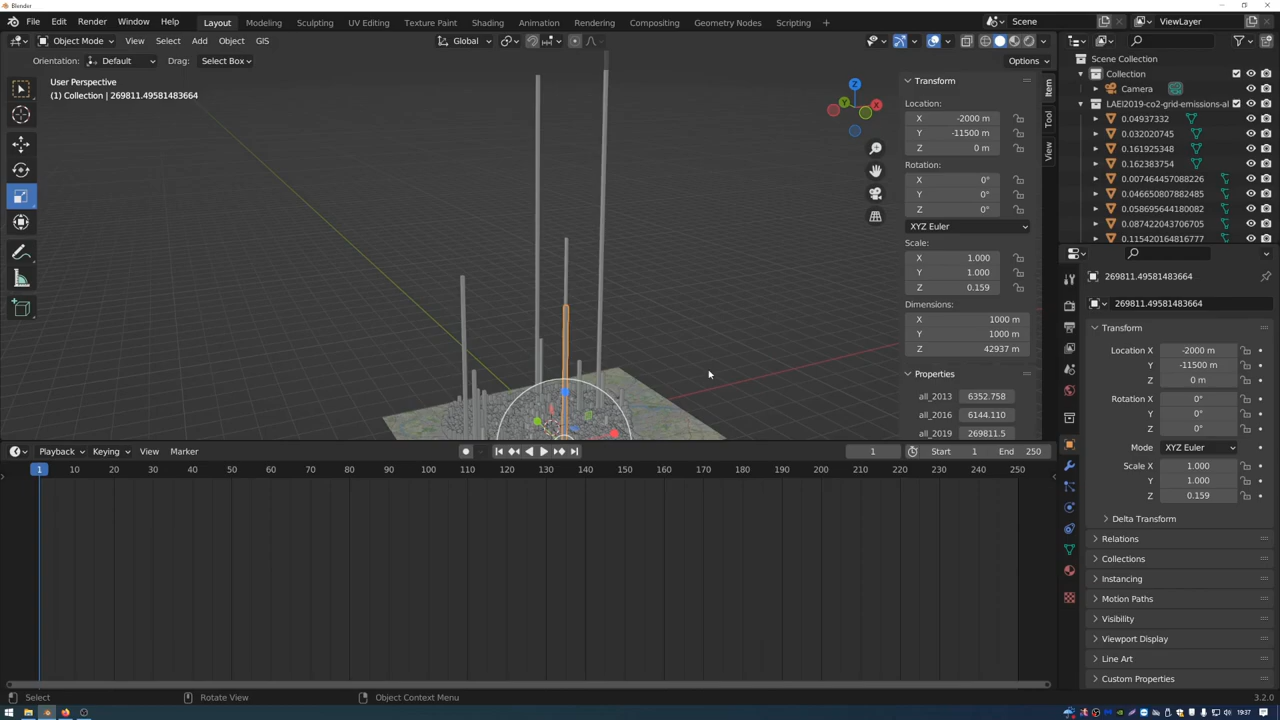 Blender
File Edit Render Window Help Layout Modeling Sculpting UV Editing Texture Paint Shading Animation Rendering Compositing Geometry Nodes Scripting + Scene ViewLayer
Object Mode View Select Add Object GIS Global
Orientation: Default Drag: Select Box Options
User Perspective
(1) Collection | 269811.49581483664
Z
Y
X
Transform
Location:
X -2000 m
Y -11500 m
Z 0 m
Rotation:
X 0°
Y 0°
Z 0°
XYZ Euler
Scale:
X 1.000
Y 1.000
Z 0.159
Dimensions:
X 1000 m
Y 1000 m
Z 42937 m
Properties
all_2013 6352.758
all_2016 6144.110
all_2019 269811.5
Item
Tool
View
Scene Collection
Collection
Camera
LAEI2019-co2-grid-emissions-al
0.04937332
0.032020745
0.161925348
0.162383754
0.007464457088226
0.046650807882485
0.058695644180082
0.087422043706705
0.115420164816777
269811.49581483664
269811.49581483664
Transform
Location X -2000 m
Y -11500 m
Z 0 m
Rotation X 0°
Y 0°
Z 0°
Mode XYZ Euler
Scale X 1.000
Y 1.000
Z 0.159
Delta Transform
Relations
Collections
Instancing
Motion Paths
Visibility
Viewport Display
Line Art
Custom Properties
Playback Keying View Marker 1 Start 1 End 250
1 10 20 30 40 50 60 70 80 90 100 110 120 130 140 150 160 170 180 190 200 210 220 230 240 250
Select Rotate View Object Context Menu 3.2.0
19:37